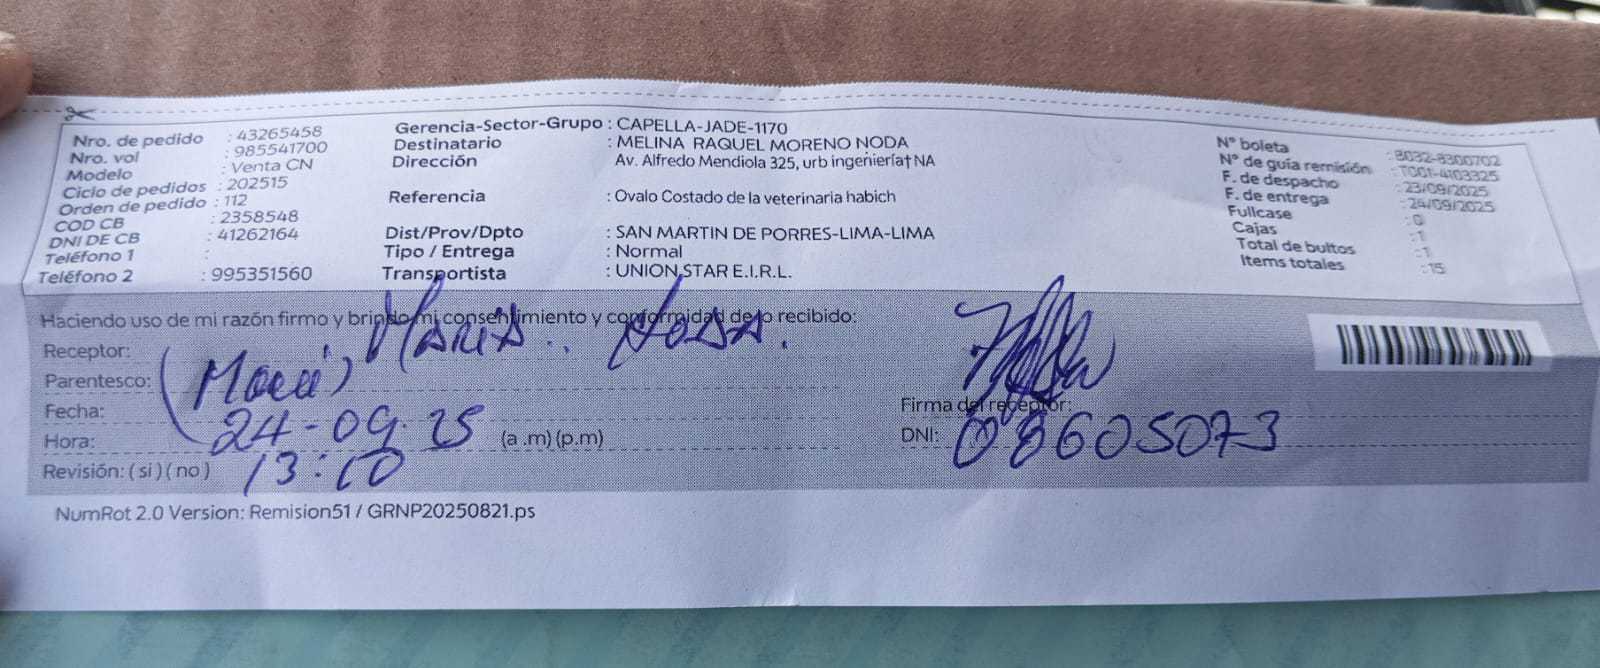 Nro. de pedido : 43265458
Nro. vol : 985541700
Modelo : Venta CN
Ciclo de pedidos : 202515
Orden de pedido : 112
COD CB : 2358548
DNI DE CB : 41262164
Teléfono 1 :
Teléfono 2 : 995351560
Gerencia-Sector-Grupo : CAPELLA-JADE-1170
Destinatario : MELINA RAQUEL MORENO NODA
Dirección Av. Alfredo Mendiola 325, urb ingeniería† NA
Referencia : Ovalo Costado de la veterinaria habich
Dist/Prov/Dpto : SAN MARTIN DE PORRES-LIMA-LIMA
Tipo / Entrega : Normal
Transportista : UNION STAR E.I.R.L.
N° boleta : B032-8300702
N° de guía remisión : T001-4103325
F. de despacho : 23/09/2025
F. de entrega : 24/09/2025
Fullcase : 0
Cajas : 1
Total de bultos : 1
Items totales : 15
Haciendo uso de mi razón firmo y brindo mi consentimiento y conformidad de lo recibido:
Receptor: MARIA NODA.
Parentesco:
Fecha: 24-09-25
Hora: 13:10 (a .m) (p.m)
Revisión: ( si ) ( no )
Firma del receptor:
DNI: 08605073
NumRot 2.0 Version: Remision51 / GRNP20250821.ps